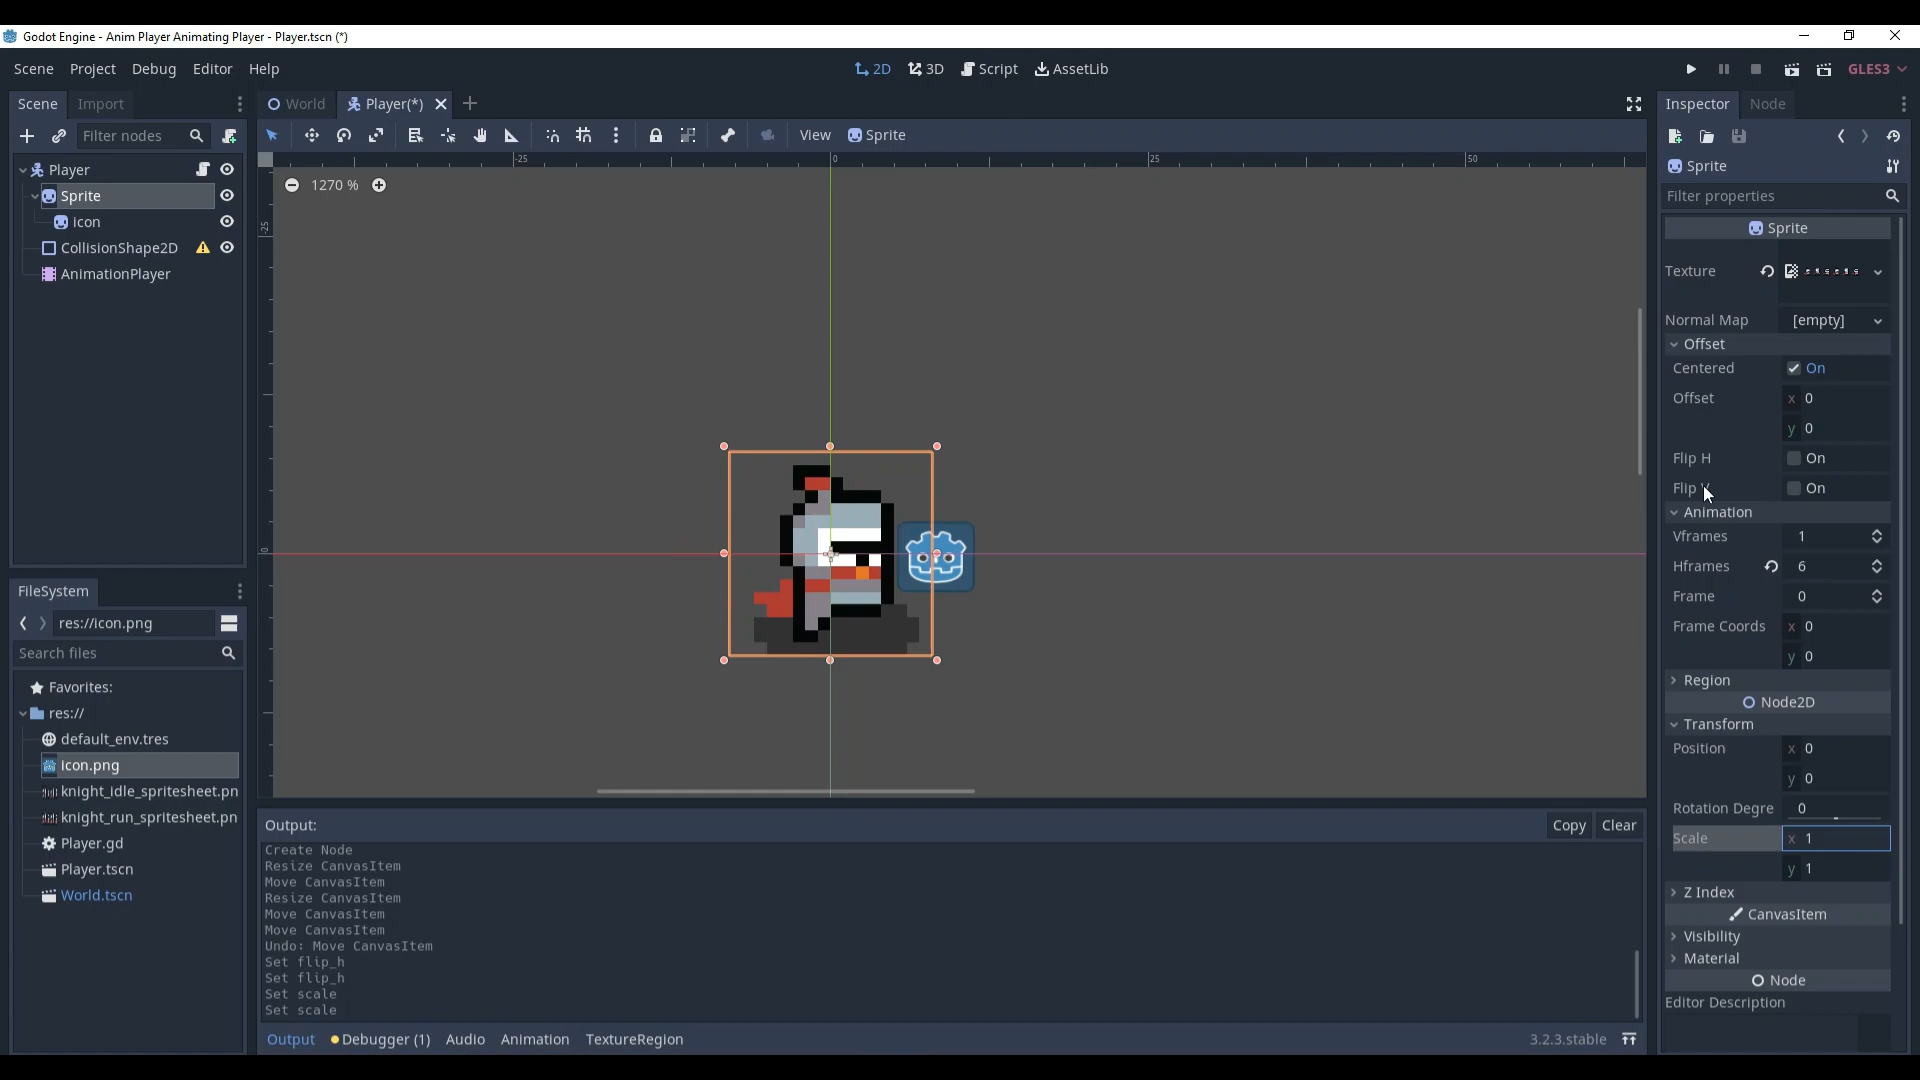 Godot Engine - Anim Player Animating Player - Player.tscn (*)
Scene Project Debug Editor Help
2D 3D Script AssetLib
GLES3
Scene Import
World Player(*)
Inspector Node
Filter nodes
View Sprite
Player
Sprite
icon
CollisionShape2D
AnimationPlayer
-25 0 25 50
-25
0
1270 %
Sprite
Filter properties
Sprite
Texture
Normal Map [empty]
Offset
Centered On
Offset x 0
y 0
Flip H On
Flip V On
Animation
Vframes 1
Hframes 6
Frame 0
Frame Coords x 0
y 0
Region
Node2D
Transform
Position x 0
y 0
Rotation Degre 0
Scale x 1
y 1
Z Index
CanvasItem
Visibility
Material
Node
Editor Description
FileSystem
res://icon.png
Search files
Favorites:
res://
default_env.tres
icon.png
knight_idle_spritesheet.pn
knight_run_spritesheet.pn
Player.gd
Player.tscn
World.tscn
Output:
Copy Clear
Create Node
Resize CanvasItem
Move CanvasItem
Resize CanvasItem
Move CanvasItem
Move CanvasItem
Undo: Move CanvasItem
Set flip_h
Set flip_h
Set scale
Set scale
Output Debugger (1) Audio Animation TextureRegion
3.2.3.stable